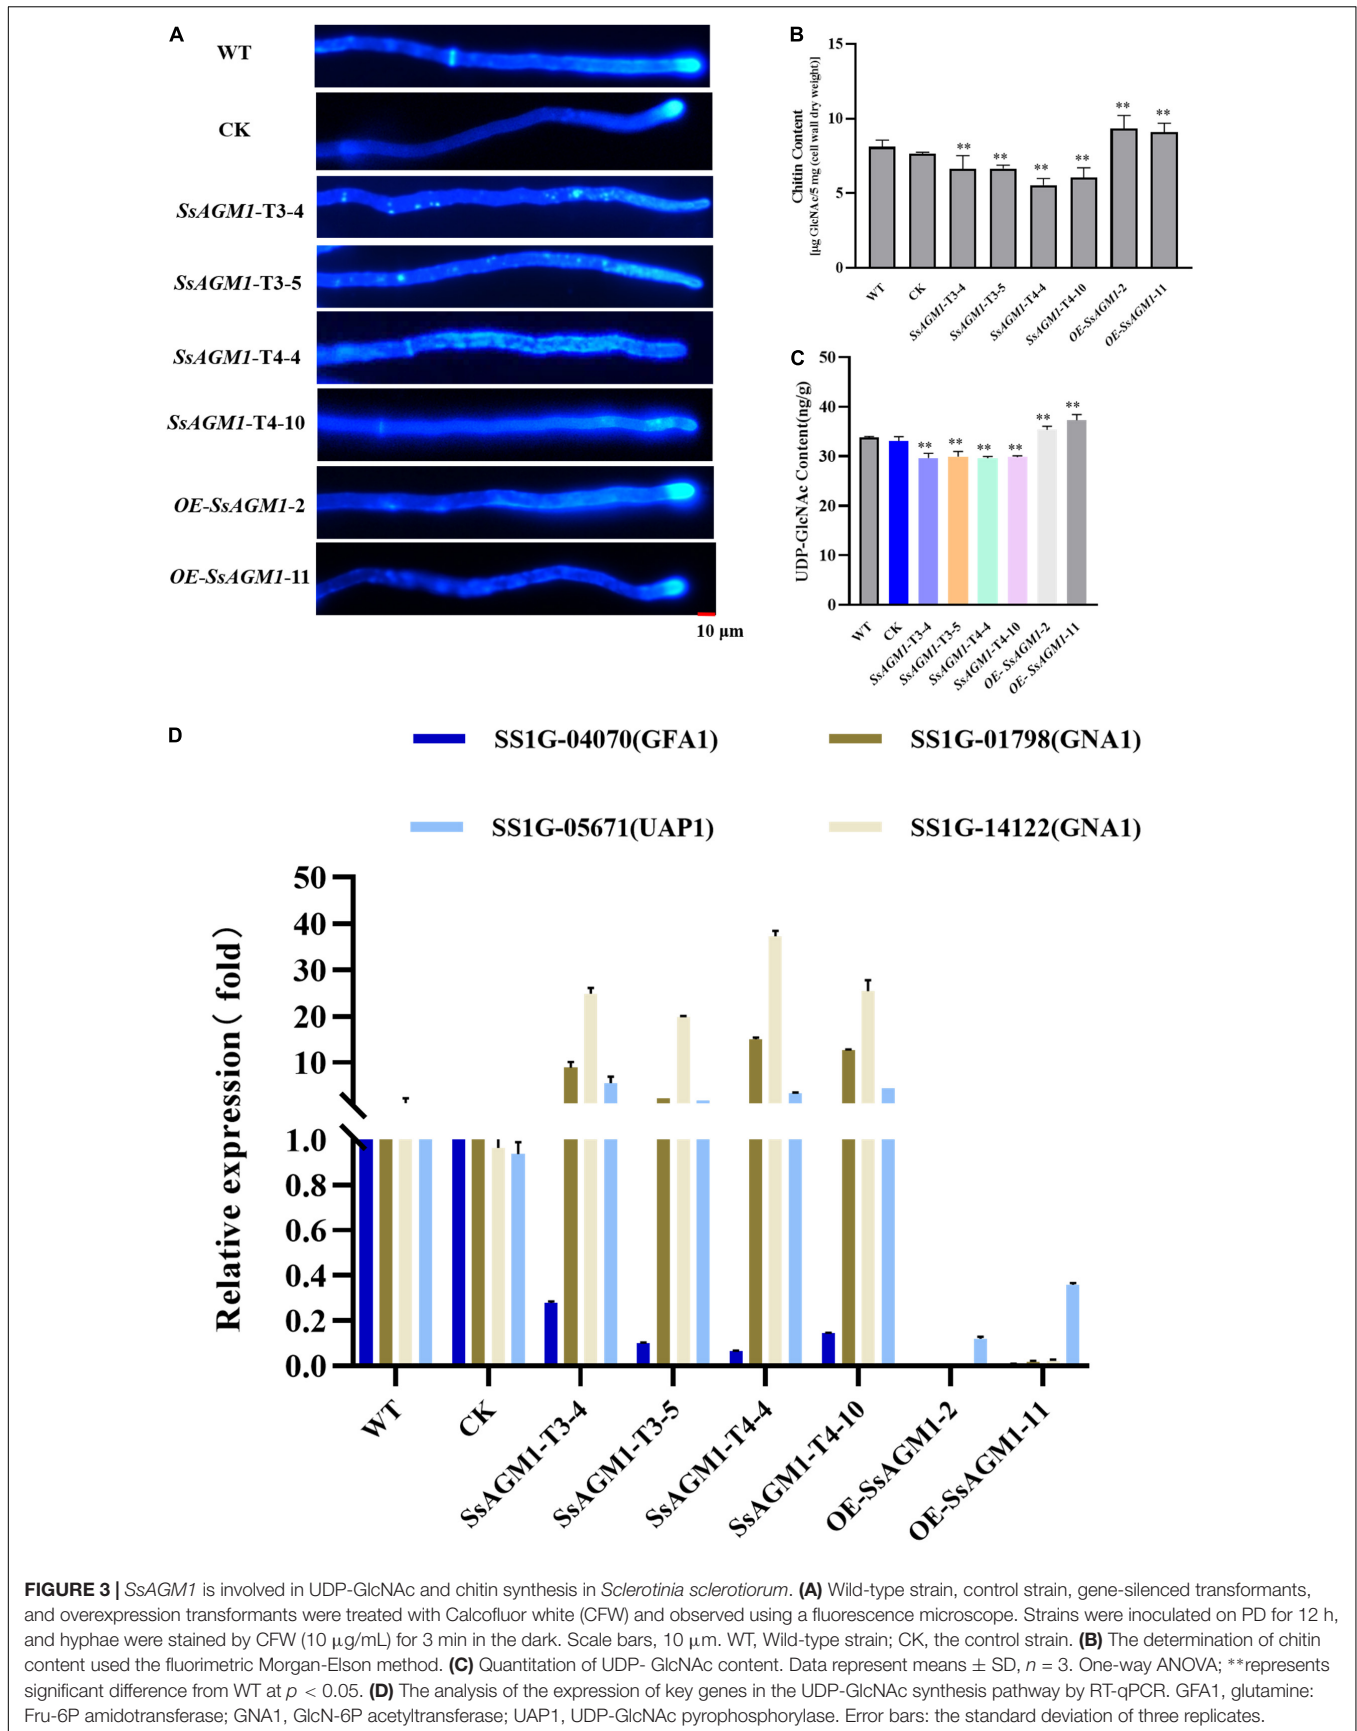 A
WT
CK
SsAGM1-T3-4
SsAGM1-T3-5
SsAGM1-T4-4
SsAGM1-T4-10
OE-SsAGM1-2
OE-SsAGM1-11
10 µm
B
Chitin Content
[µg GlcNAc/5 mg (cell wall dry weight)]
15
10
5
0
** ** ** ** ** **
WT CK SsAGM1-T3-4 SsAGM1-T3-5 SsAGM1-T4-4 SsAGM1-T4-10 OE-SsAGM1-2 OE-SsAGM1-11
C
UDP-GlcNAc Content(ng/g)
50
40
30
20
10
0
** ** ** ** ** **
WT CK SsAGM1-T3-4 SsAGM1-T3-5 SsAGM1-T4-4 SsAGM1-T4-10 OE- SsAGM1-2 OE- SsAGM1-11
D
SS1G-04070(GFA1) SS1G-01798(GNA1)
SS1G-05671(UAP1) SS1G-14122(GNA1)
Relative expression( fold)
50
40
30
20
10
1.0
0.8
0.6
0.4
0.2
0.0
WT CK SsAGM1-T3-4 SsAGM1-T3-5 SsAGM1-T4-4 SsAGM1-T4-10 OE-SsAGM1-2 OE-SsAGM1-11
FIGURE 3 | SsAGM1 is involved in UDP-GlcNAc and chitin synthesis in Sclerotinia sclerotiorum. (A) Wild-type strain, control strain, gene-silenced transformants,
and overexpression transformants were treated with Calcofluor white (CFW) and observed using a fluorescence microscope. Strains were inoculated on PD for 12 h,
and hyphae were stained by CFW (10 µg/mL) for 3 min in the dark. Scale bars, 10 µm. WT, Wild-type strain; CK, the control strain. (B) The determination of chitin
content used the fluorimetric Morgan-Elson method. (C) Quantitation of UDP- GlcNAc content. Data represent means ± SD, n = 3. One-way ANOVA; **represents
significant difference from WT at p < 0.05. (D) The analysis of the expression of key genes in the UDP-GlcNAc synthesis pathway by RT-qPCR. GFA1, glutamine:
Fru-6P amidotransferase; GNA1, GlcN-6P acetyltransferase; UAP1, UDP-GlcNAc pyrophosphorylase. Error bars: the standard deviation of three replicates.